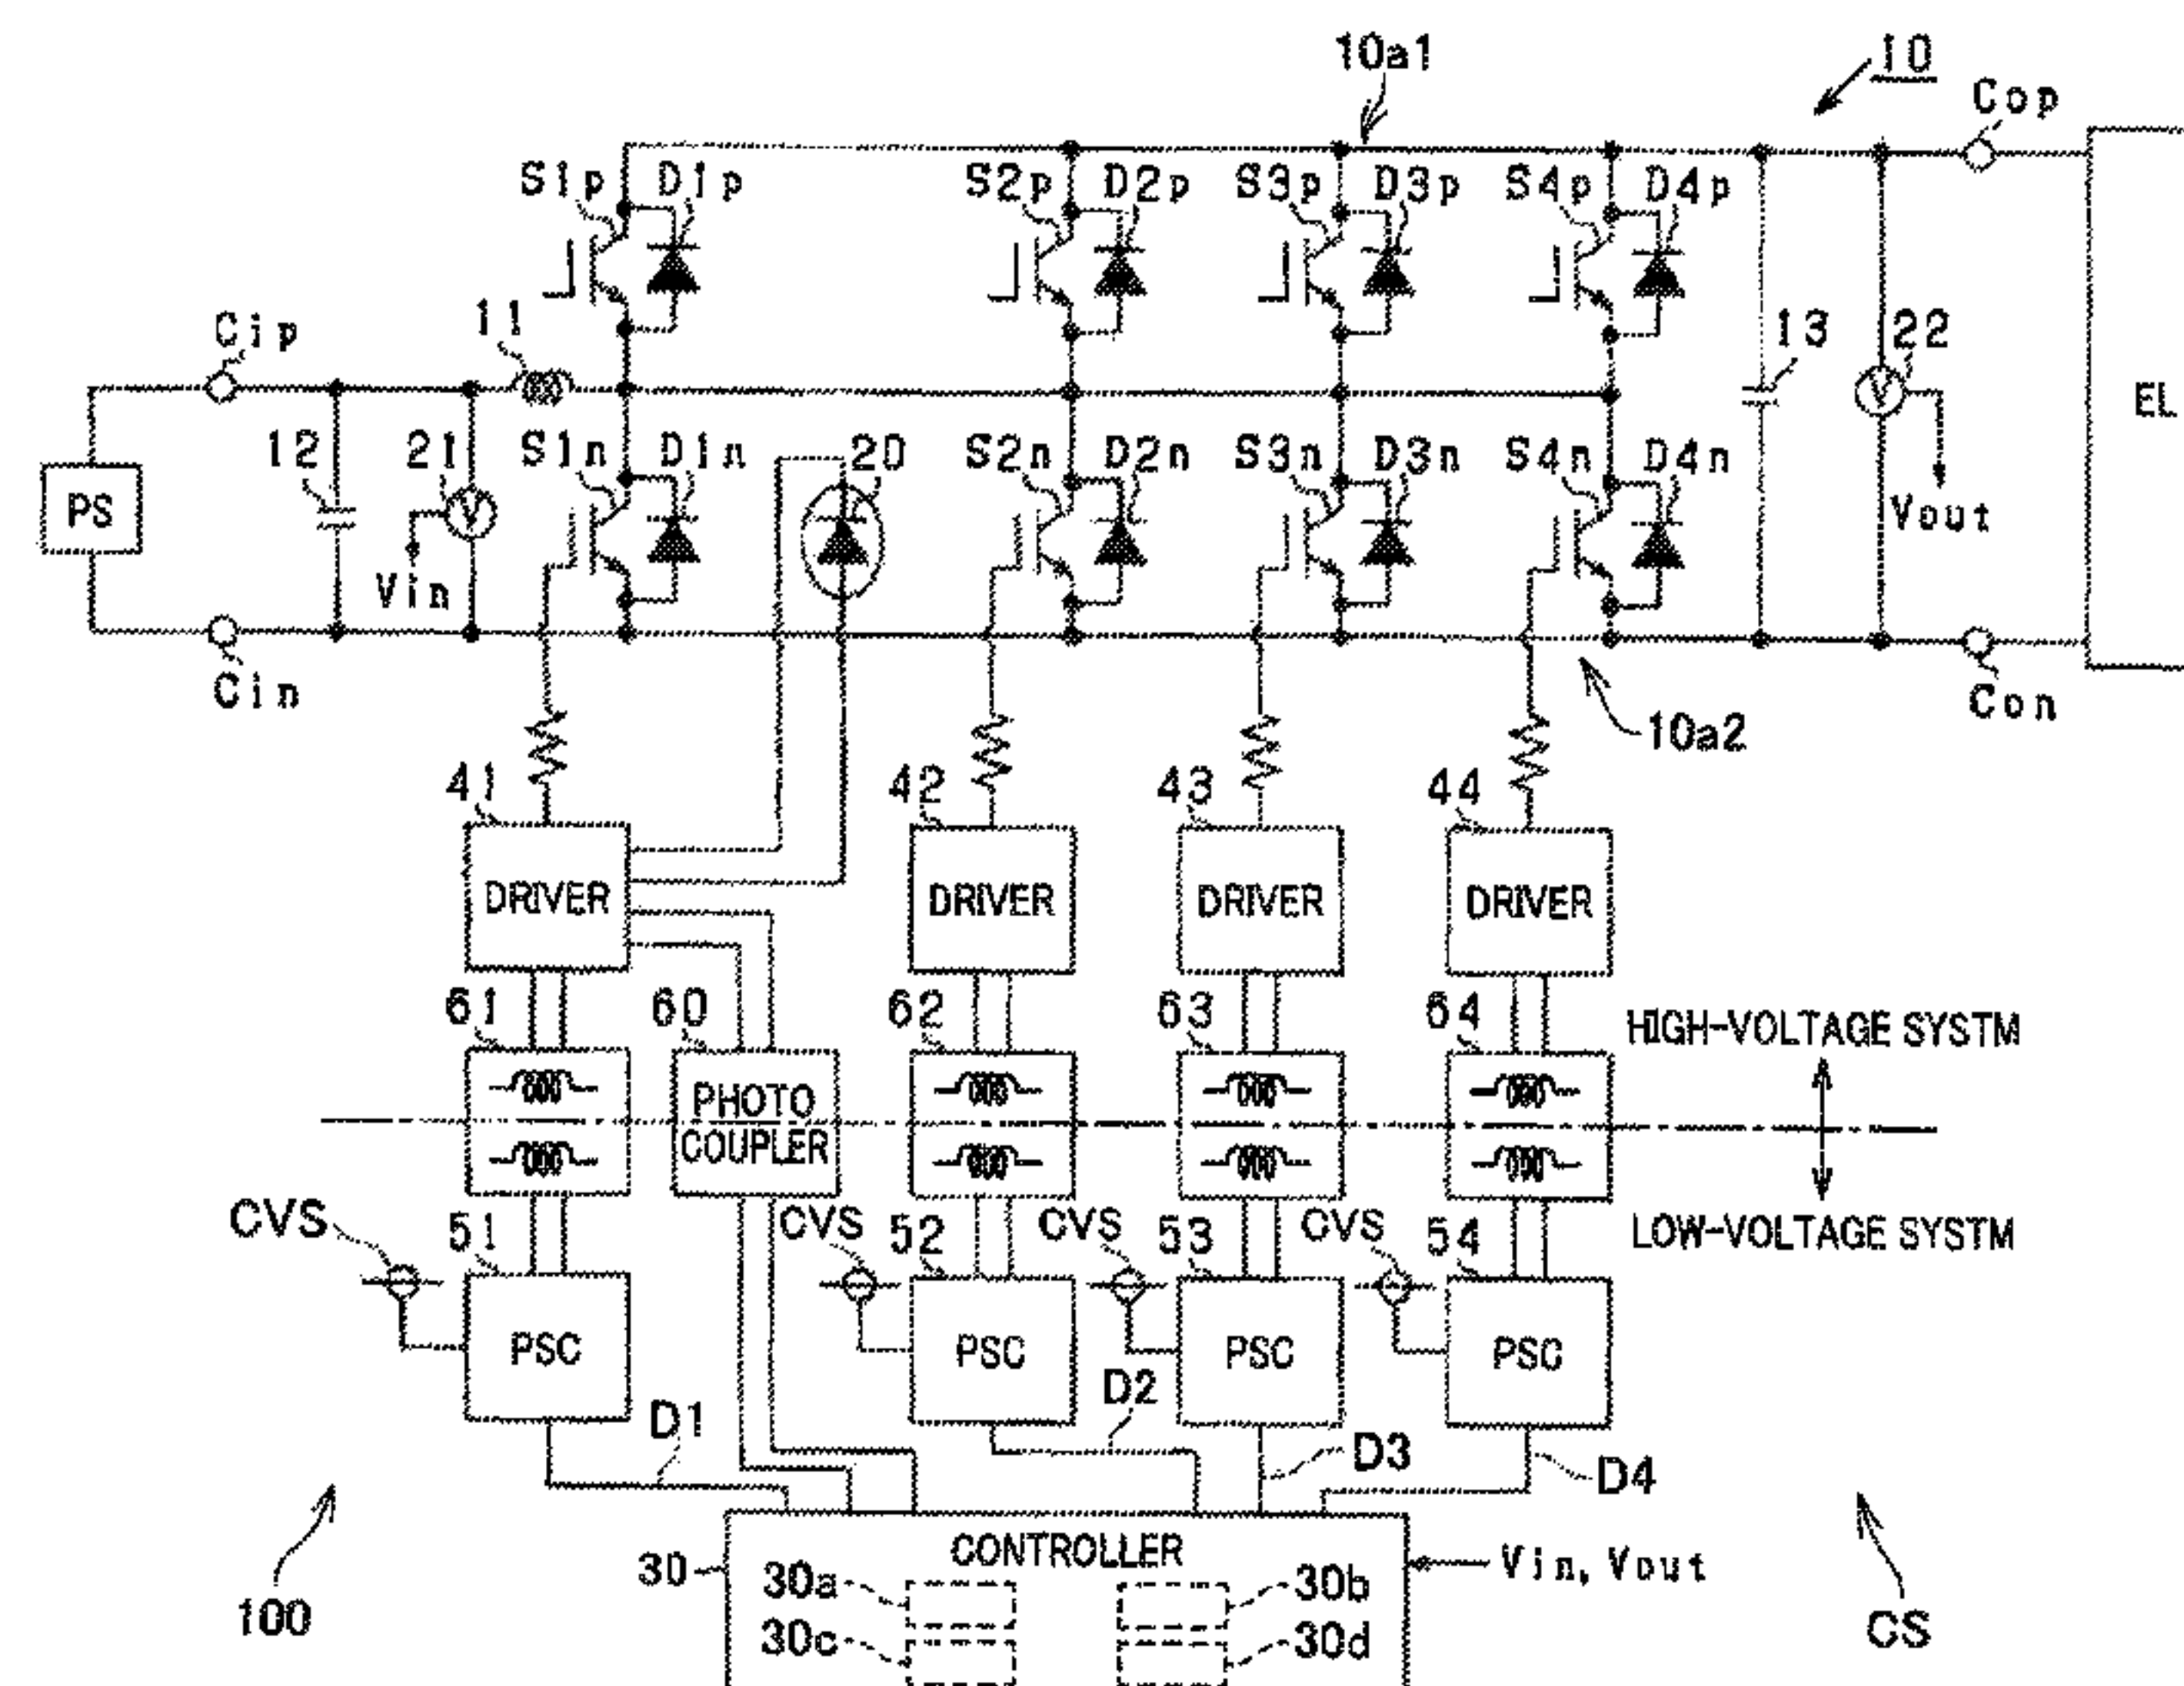 10a1
10
Cop
S1p D1p S2p D2p S3p D3p S4p D4p
Cip 11 13 22
EL
12 21 S1n D1n 20 S2n D2n S3n D3n S4n D4n
PS
Vin
Vout
Cin
Con
10a2
41 42 43 44
DRIVER DRIVER DRIVER DRIVER
61 60 62 63 64
HIGH-VOLTAGE SYSTM
PHOTO
COUPLER
LOW-VOLTAGE SYSTM
CVS 51 CVS 52 CVS 53 CVS 54
PSC PSC PSC PSC
D1 D2 D3 D4
CONTROLLER
30 Vin, Vout
30a 30b
30c 30d
100
CS